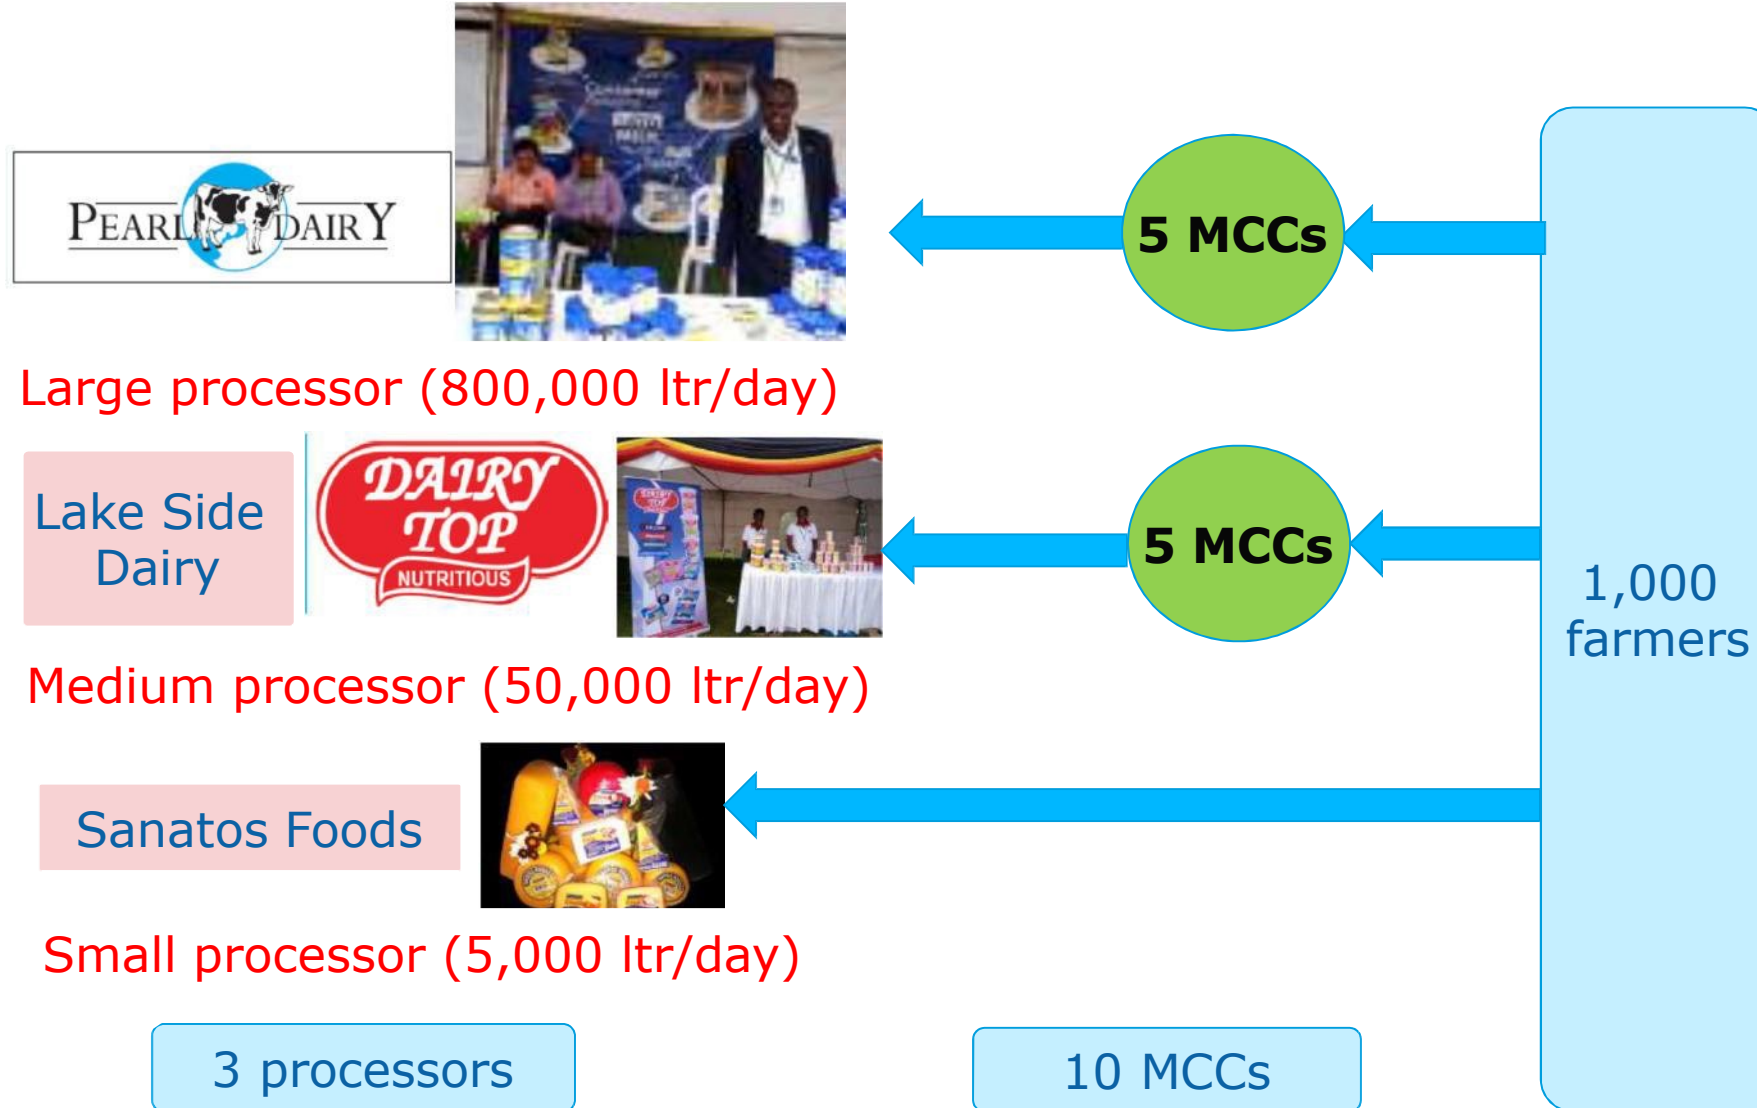 PEARL DAIRY
5 MCCs
Large processor (800,000 ltr/day)
Lake Side
Dairy
DAIRY
TOP
NUTRITIOUS
DAIRY
TOP
5 MCCs
1,000
farmers
Medium processor (50,000 ltr/day)
Sanatos Foods
Small processor (5,000 ltr/day)
3 processors
10 MCCs